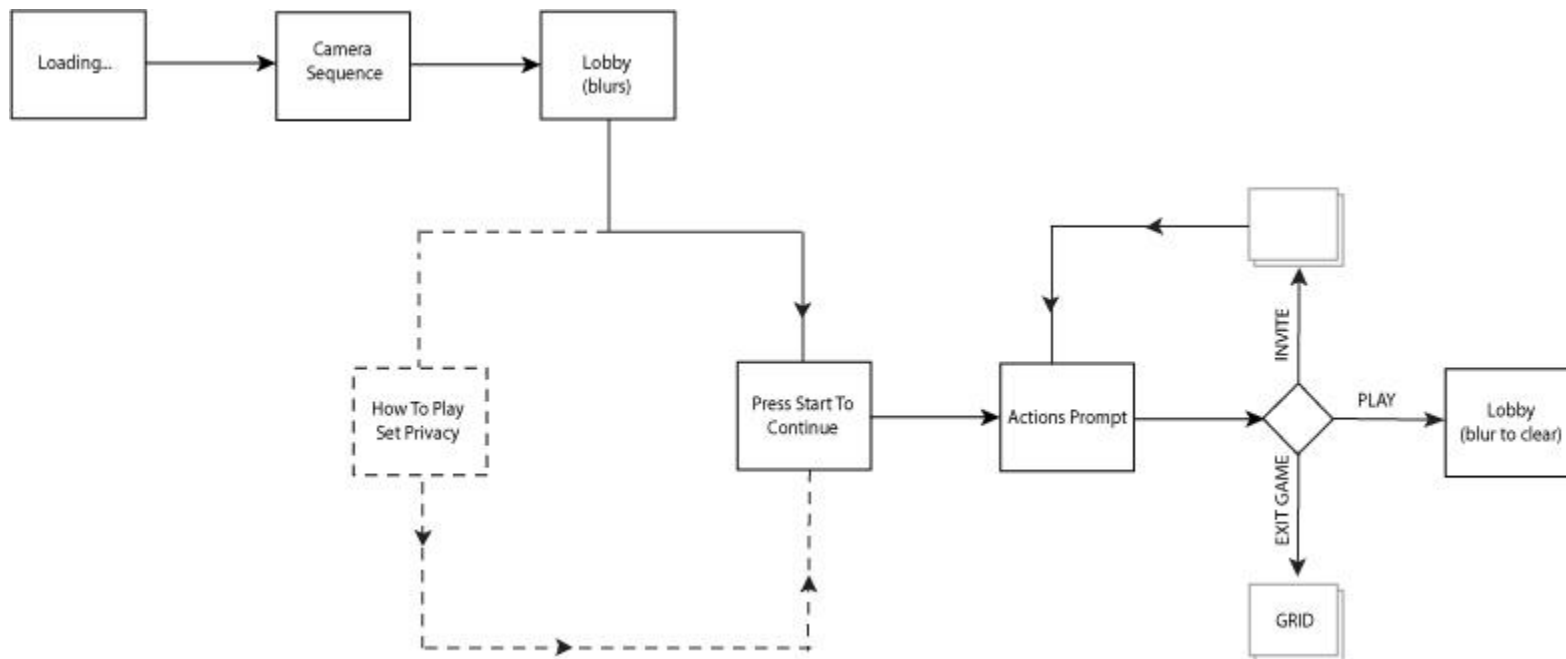 Loading...
Camera
Sequence
Lobby
(blurs)
INVITE
How To Play
Set Privacy
Press Start To
Continue
Actions Prompt
PLAY
Lobby
(blur to clear)
EXIT GAME
GRID